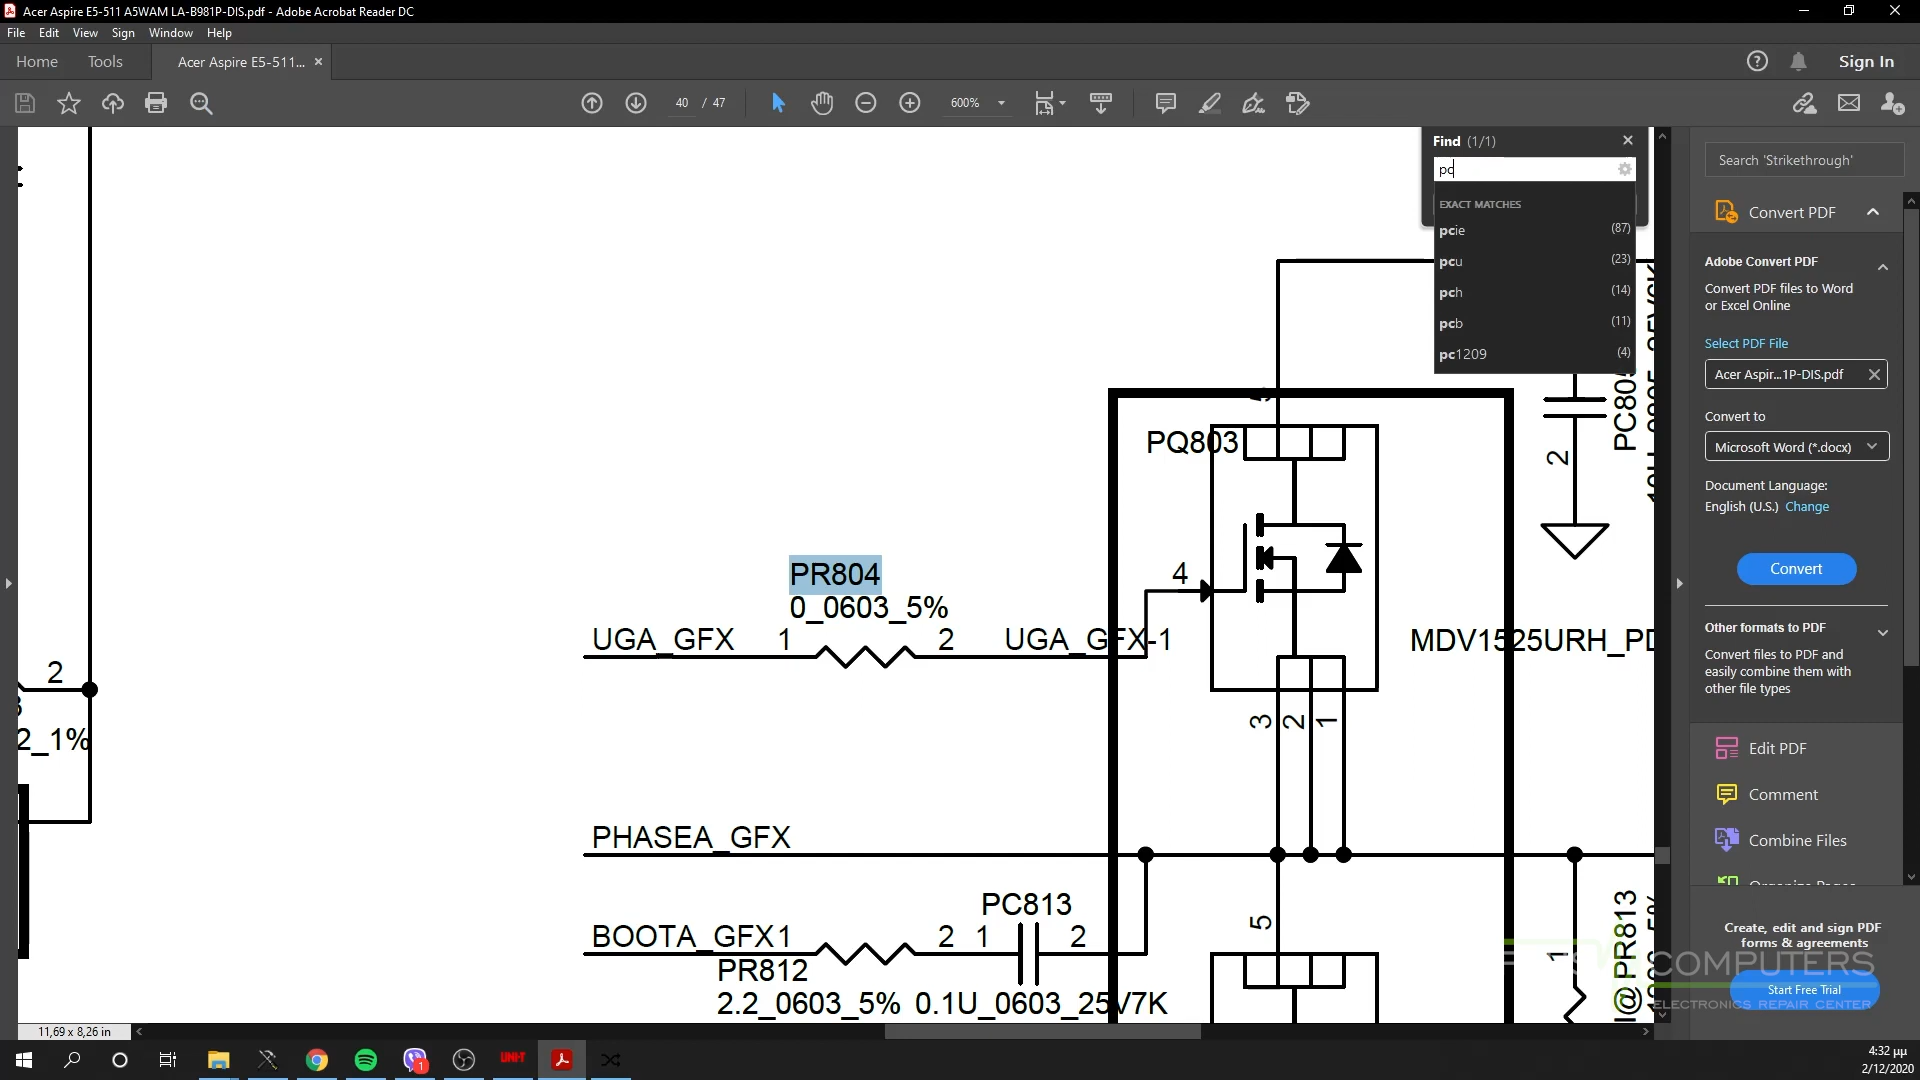 Acer Aspire E5-511 A5WAM LA-B981P-DIS.pdf - Adobe Acrobat Reader DC
File Edit View Sign Window Help
Home Tools Acer Aspire E5-511... × Sign In
40 / 47 600%
Find (1/1)
pc
EXACT MATCHES
pcie (87)
pcu (23)
pch (14)
pcb (11)
pc1209 (4)
Search 'Strikethrough'
Convert PDF
Adobe Convert PDF
Convert PDF files to Word
or Excel Online
Select PDF File
Acer Aspir...1P-DIS.pdf
Convert to
Microsoft Word (*.docx)
Document Language:
English (U.S.) Change
Convert
Other formats to PDF
Convert files to PDF and
easily combine them with
other file types
Edit PDF
Comment
Combine Files
Organize Pages
Create, edit and sign PDF
forms & agreements
Start Free Trial
COMPUTERS
ELECTRONICS REPAIR CENTER
2
2_1%
PQ803
5
PC805
2
4
PR804
0_0603_5%
UGA_GFX 1 2 UGA_GFX-1
MDV1525URH_PD
3 2 1
PHASEA_GFX
PC813
BOOTA_GFX1 2 1 2
PR812
2.2_0603_5% 0.1U_0603_25V7K
5
1
@PR813
11,69 x 8,26 in
UNI-T
1
4:32 μμ
2/12/2020